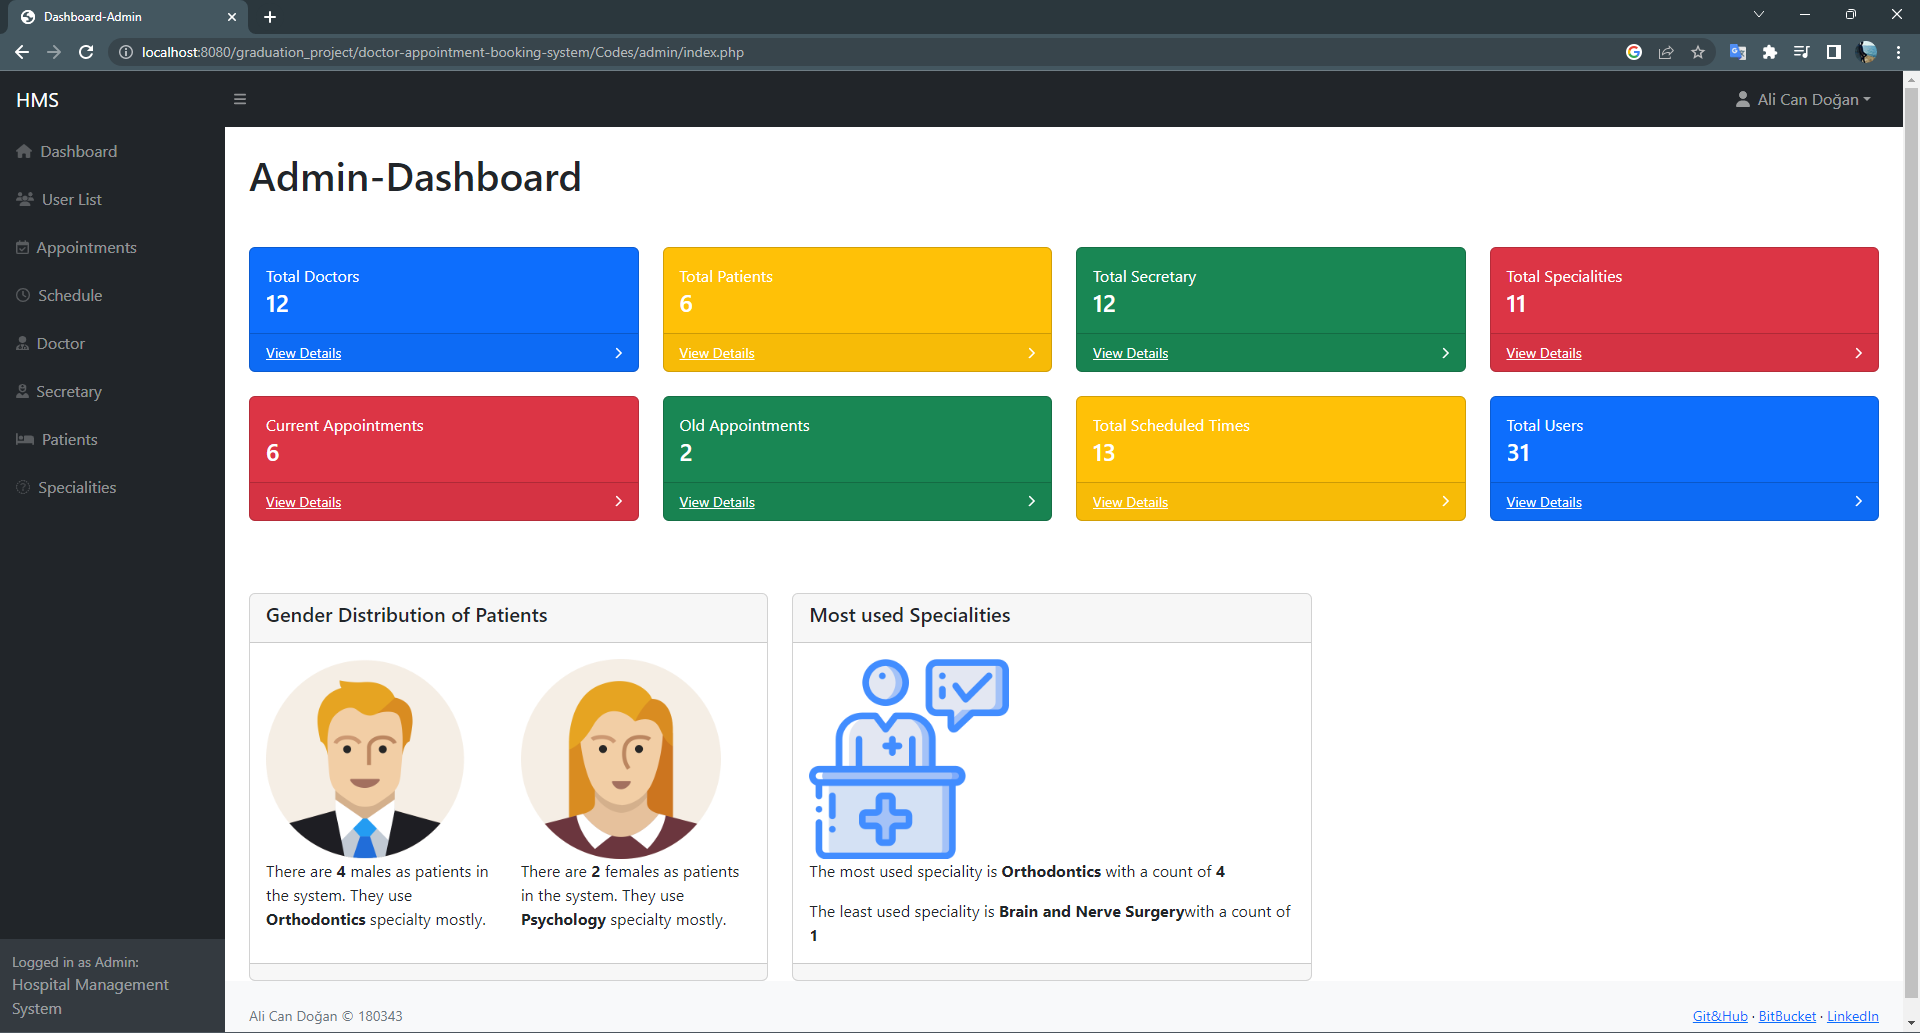 Dashboard-Admin
localhost:8080/graduation_project/doctor-appointment-booking-system/Codes/admin/index.php
HMS
Ali Can Doğan
Dashboard
User List
Appointments
Schedule
Doctor
Secretary
Patients
Specialities
Logged in as Admin:
Hospital Management
System
Admin-Dashboard
Total Doctors
12
View Details
Total Patients
6
View Details
Total Secretary
12
View Details
Total Specialities
11
View Details
Current Appointments
6
View Details
Old Appointments
2
View Details
Total Scheduled Times
13
View Details
Total Users
31
View Details
Gender Distribution of Patients
There are 4 males as patients
in the system. They use
Orthodontics specialty mostly.
There are 2 females as patients
in the system. They use
Psychology specialty mostly.
Most used Specialities
The most used speciality is Orthodontics with a count of 4
The least used speciality is Brain and Nerve Surgerywith a count of
1
Ali Can Doğan © 180343
Git&Hub · BitBucket · LinkedIn